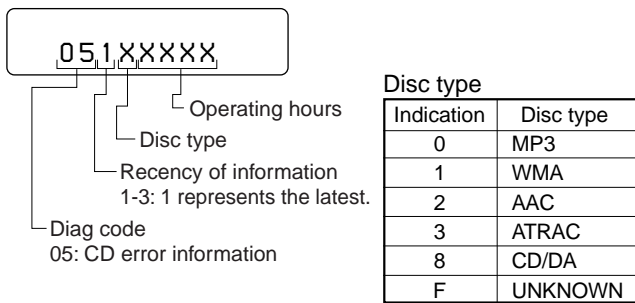 051XXXXX
Operating hours
Disc type
Recency of information
1-3: 1 represents the latest.
Diag code
05: CD error information
Disc type
Indication Disc type
0 MP3
1 WMA
2 AAC
3 ATRAC
8 CD/DA
F UNKNOWN